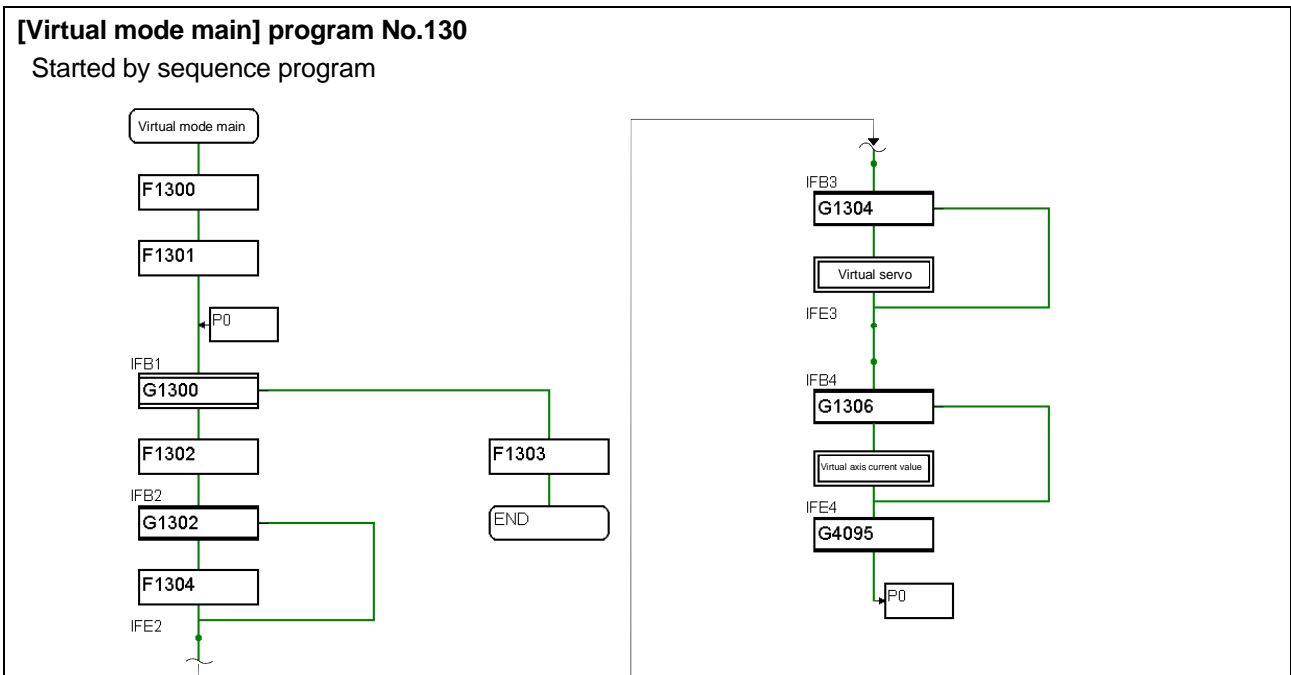 [Virtual mode main] program No.130
Started by sequence program
Virtual mode main
F1300
F1301
P0
IFB1
G1300
F1302
F1303
IFB2
G1302
END
F1304
IFE2
IFB3
G1304
Virtual servo
IFE3
IFB4
G1306
Virtual axis current value
IFE4
G4095
P0